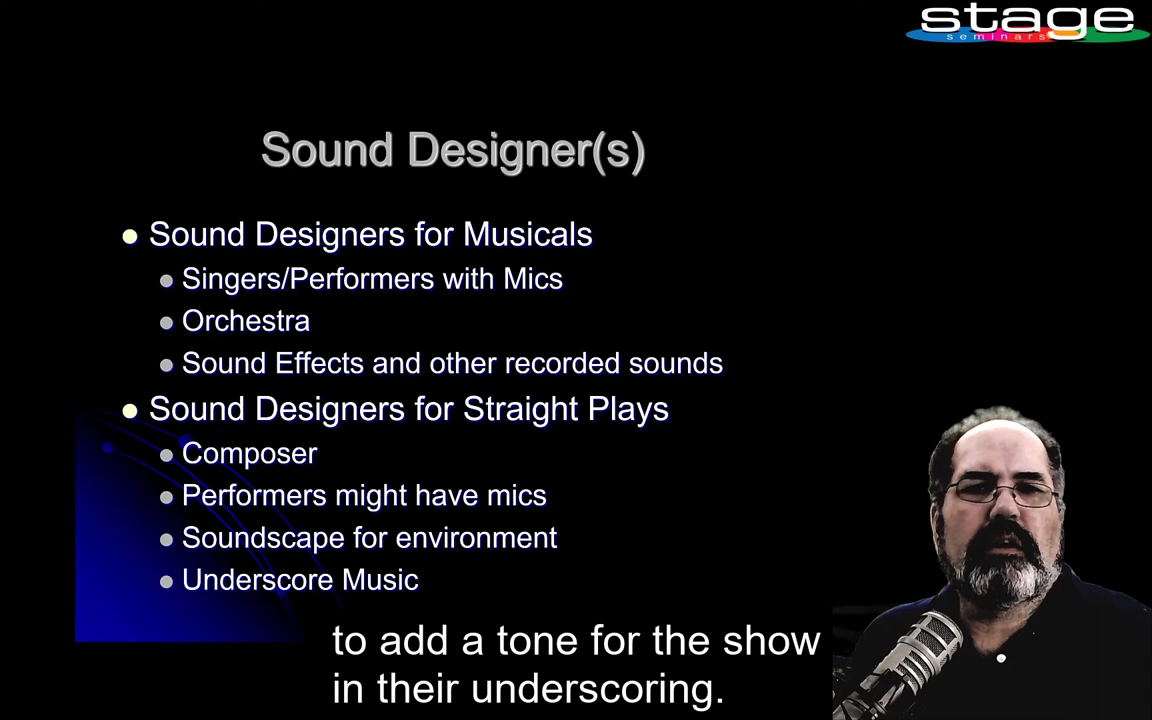 stage
seminars
Sound Designer(s)
Sound Designers for Musicals
Singers/Performers with Mics
Orchestra
Sound Effects and other recorded sounds
Sound Designers for Straight Plays
Composer
Performers might have mics
Soundscape for environment
Underscore Music
to add a tone for the show
in their underscoring.